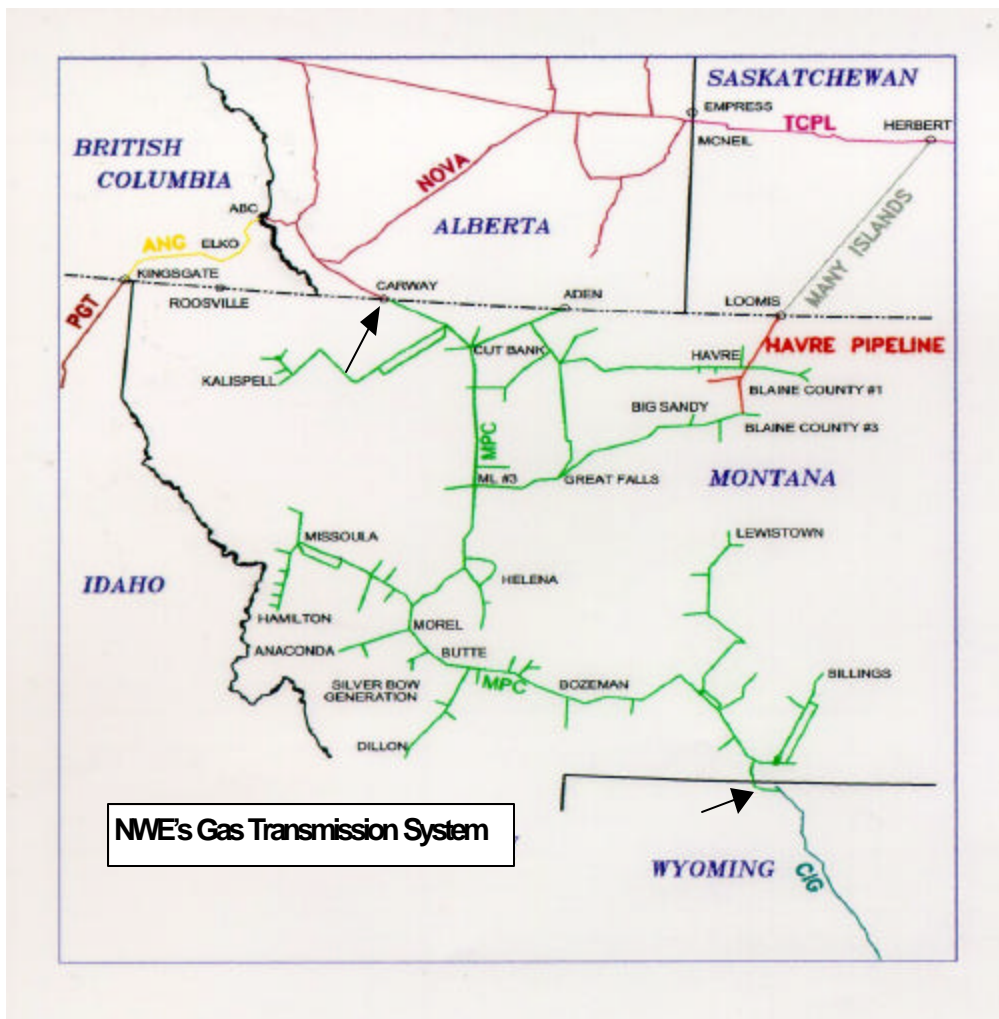 SASKATCHEWAN
EMPRESS
TCPL
HERBERT
MCNEIL
BRITISH
COLUMBIA
NOVA
ABC
ALBERTA
MANY ISLANDS
ANG
ELKO
KINGSGATE
ROOSVILLE
CARWAY
ADEN
LOOMIS
PGT
CUT BANK
HAVRE
HAVRE PIPELINE
KALISPELL
BLAINE COUNTY #1
BIG SANDY
BLAINE COUNTY #3
MPC
ML #3
GREAT FALLS
MONTANA
MISSOULA
LEWISTOWN
IDAHO
HELENA
HAMILTON
MOREL
ANACONDA
BUTTE
SILVER BOW
GENERATION
MPC
BOZEMAN
BILLINGS
DILLON
NWE's Gas Transmission System
WYOMING
CIG